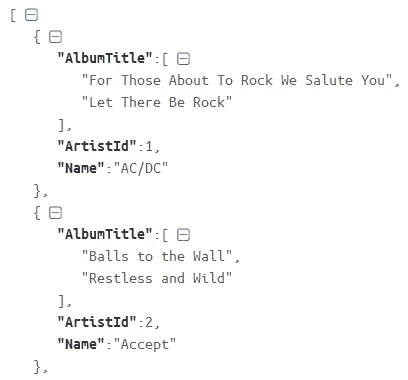 [
{
"AlbumTitle":[
"For Those About To Rock We Salute You",
"Let There Be Rock"
],
"ArtistId":1,
"Name":"AC/DC"
},
{
"AlbumTitle":[
"Balls to the Wall",
"Restless and Wild"
],
"ArtistId":2,
"Name":"Accept"
},